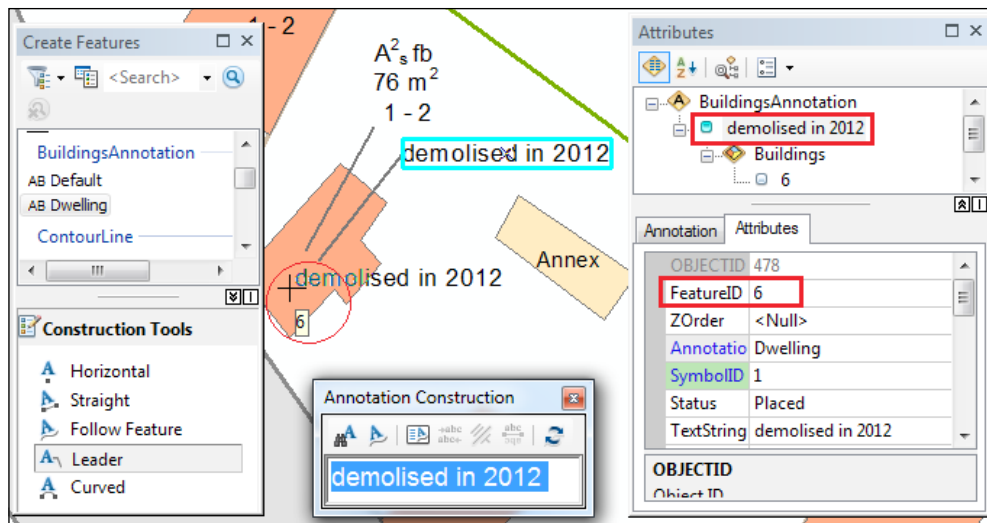 1 - 2
Create Features
<Search>
BuildingsAnnotation
AB Default
AB Dwelling
ContourLine
Construction Tools
Horizontal
Straight
Follow Feature
Leader
Curved
A²s fb
76 m²
1 - 2
demolised in 2012
Annex
demolised in 2012
6
Annotation Construction
demolised in 2012
Attributes
BuildingsAnnotation
demolised in 2012
Buildings
6
Annotation Attributes
OBJECTID 478
FeatureID 6
ZOrder <Null>
Annotatio Dwelling
SymbolID 1
Status Placed
TextString demolised in 2012
OBJECTID
Object ID